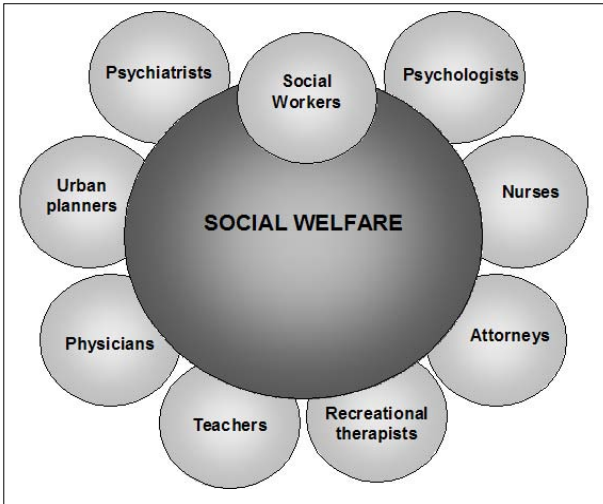 Psychiatrists
Social
Workers
Psychologists
Urban
planners
SOCIAL WELFARE
Nurses
Physicians
Attorneys
Teachers
Recreational
therapists